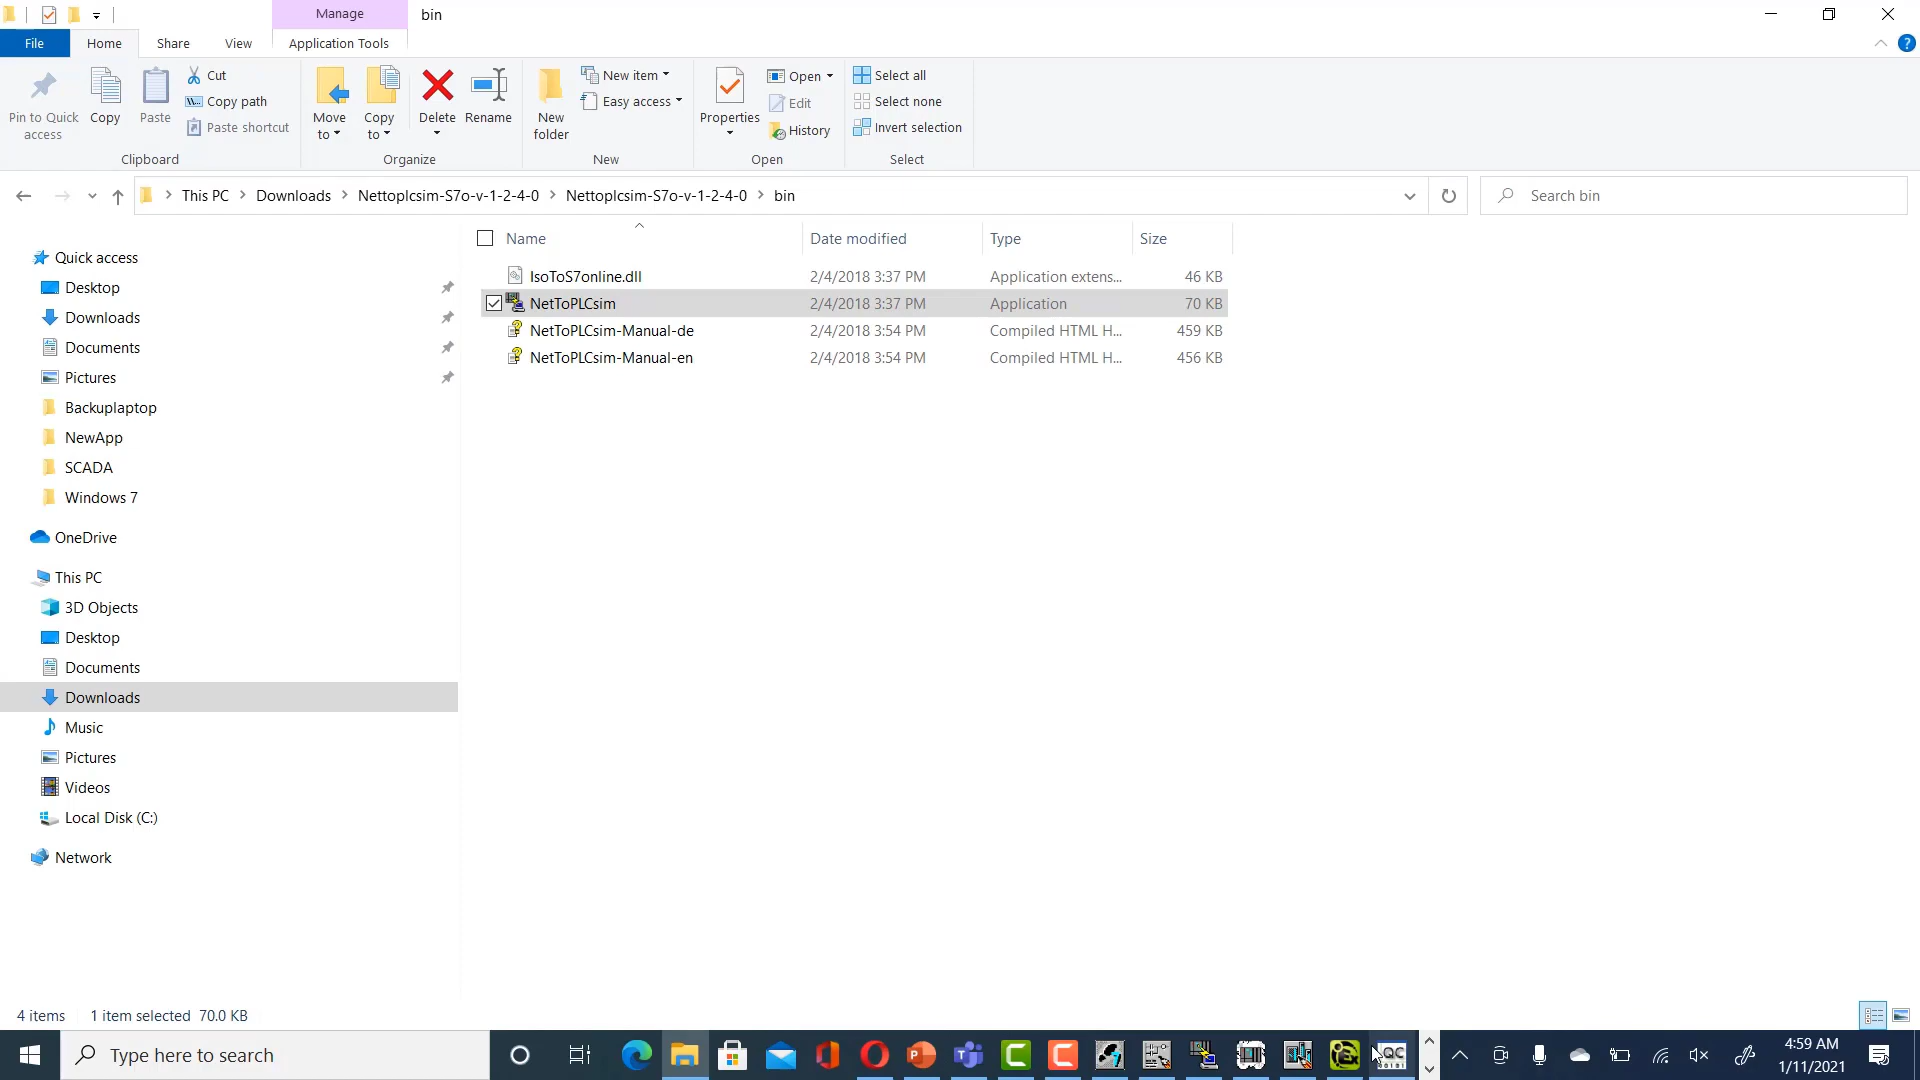 Manage
bin
File
Home
Share
View
Application Tools
Pin to Quick access
Copy
Paste
Cut
Copy path
Paste shortcut
Clipboard
Move to
Copy to
Delete
Rename
Organize
New folder
New item
Easy access
New
Properties
Open
Edit
History
Open
Select all
Select none
Invert selection
Select
This PC > Downloads > Nettoplcsim-S7o-v-1-2-4-0 > Nettoplcsim-S7o-v-1-2-4-0 > bin
Search bin
Name Date modified Type Size
IsoToS7online.dll 2/4/2018 3:37 PM Application extens... 46 KB
NetToPLCsim 2/4/2018 3:37 PM Application 70 KB
NetToPLCsim-Manual-de 2/4/2018 3:54 PM Compiled HTML H... 459 KB
NetToPLCsim-Manual-en 2/4/2018 3:54 PM Compiled HTML H... 456 KB
Quick access
Desktop
Downloads
Documents
Pictures
Backuplaptop
NewApp
SCADA
Windows 7
OneDrive
This PC
3D Objects
Desktop
Documents
Downloads
Music
Pictures
Videos
Local Disk (C:)
Network
4 items 1 item selected 70.0 KB
Type here to search
QC
4:59 AM
1/11/2021